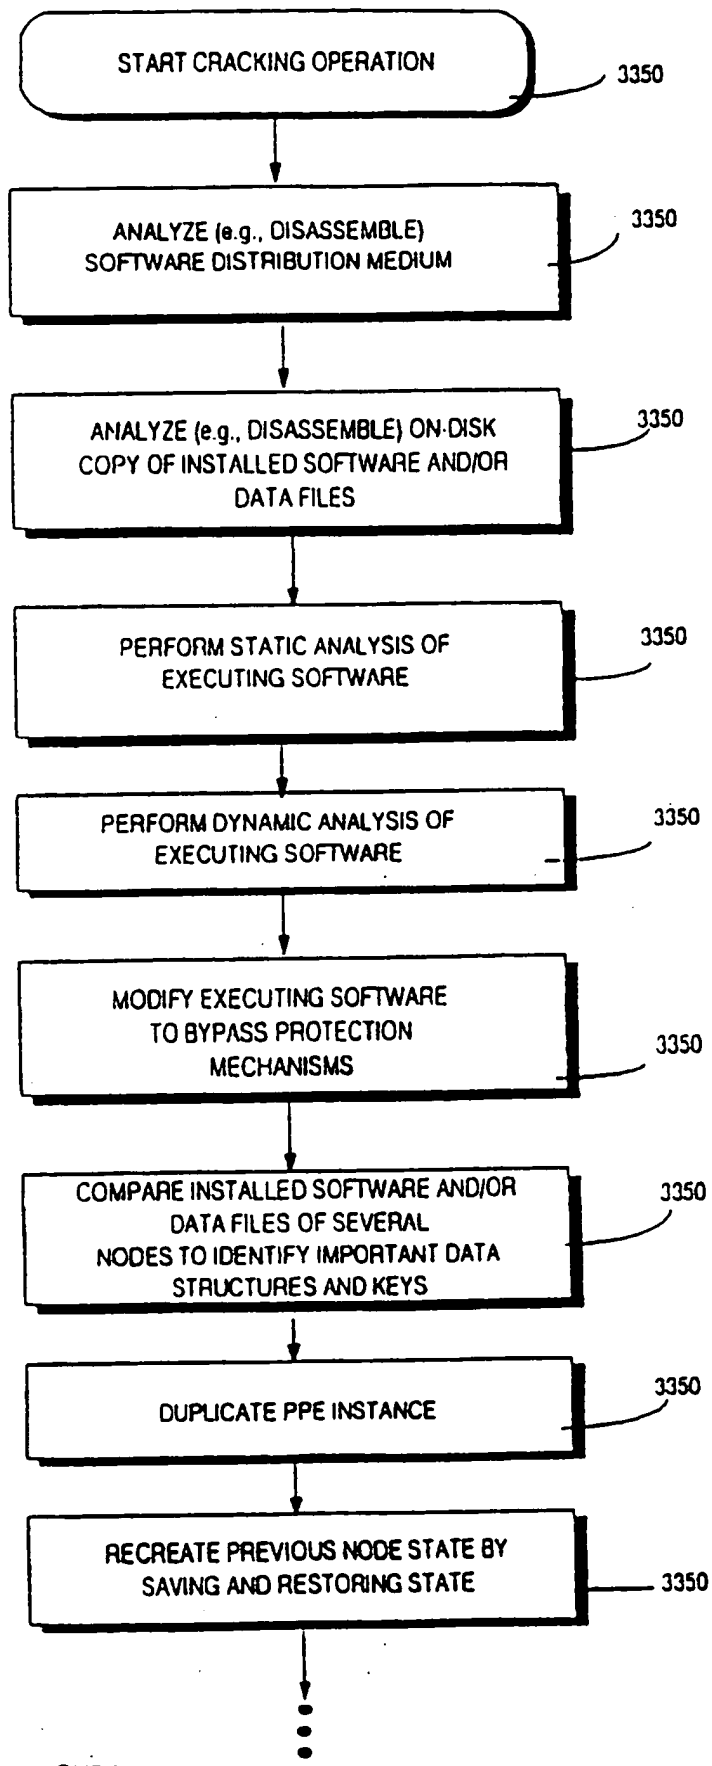 START CRACKING OPERATION
3350
ANALYZE (e.g., DISASSEMBLE)
SOFTWARE DISTRIBUTION MEDIUM
3350
ANALYZE (e.g., DISASSEMBLE) ON-DISK
COPY OF INSTALLED SOFTWARE AND/OR
DATA FILES
3350
PERFORM STATIC ANALYSIS OF
EXECUTING SOFTWARE
3350
PERFORM DYNAMIC ANALYSIS OF
EXECUTING SOFTWARE
3350
MODIFY EXECUTING SOFTWARE
TO BYPASS PROTECTION
MECHANISMS
3350
COMPARE INSTALLED SOFTWARE AND/OR
DATA FILES OF SEVERAL
NODES TO IDENTIFY IMPORTANT DATA
STRUCTURES AND KEYS
3350
DUPLICATE PPE INSTANCE
3350
RECREATE PREVIOUS NODE STATE BY
SAVING AND RESTORING STATE
3350